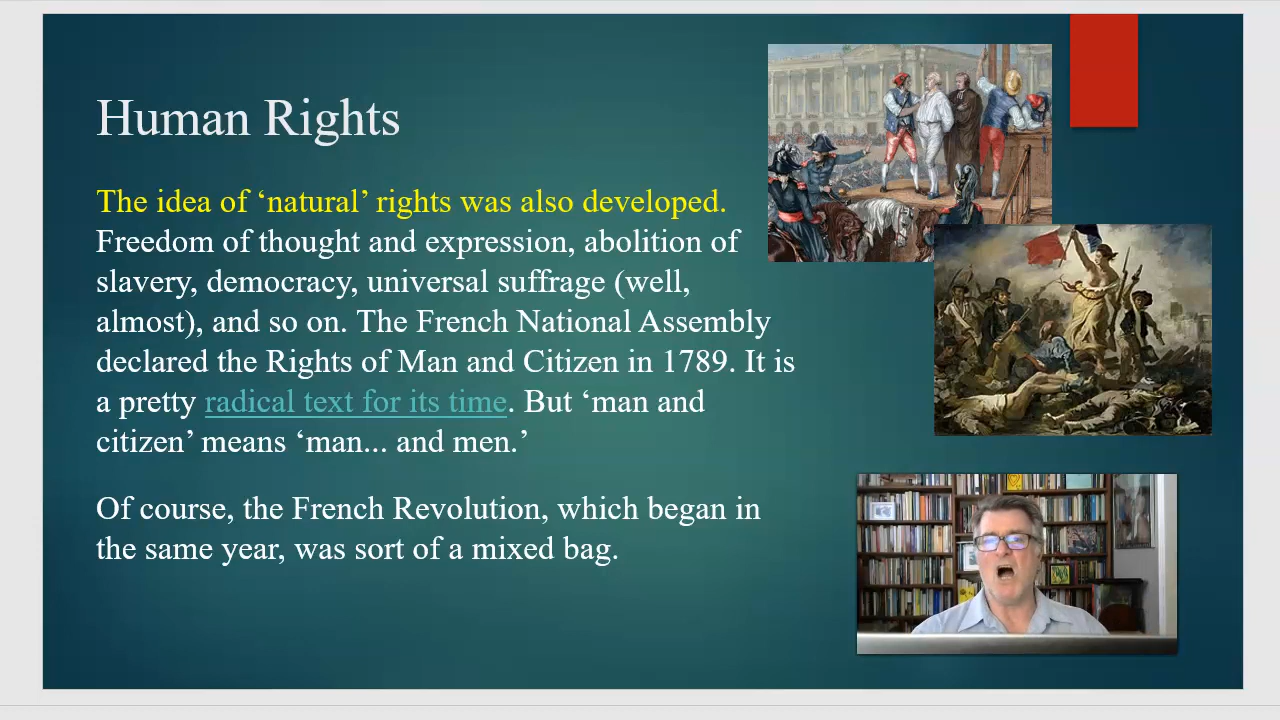 Human Rights
The idea of ‘natural’ rights was also developed.
Freedom of thought and expression, abolition of
slavery, democracy, universal suffrage (well,
almost), and so on. The French National Assembly
declared the Rights of Man and Citizen in 1789. It is
a pretty radical text for its time. But ‘man and
citizen’ means ‘man... and men.’
Of course, the French Revolution, which began in
the same year, was sort of a mixed bag.